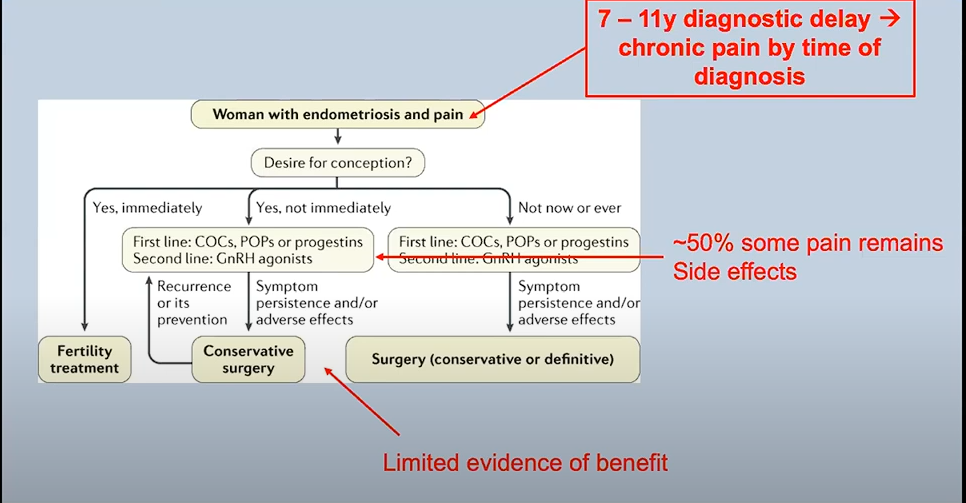 7 – 11y diagnostic delay →
chronic pain by time of
diagnosis
Woman with endometriosis and pain
Desire for conception?
Yes, immediately
Yes, not immediately
Not now or ever
First line: COCs, POPs or progestins
Second line: GnRH agonists
First line: COCs, POPs or progestins
Second line: GnRH agonists
~50% some pain remains
Side effects
Recurrence
or its
prevention
Symptom
persistence and/or
adverse effects
Symptom
persistence and/or
adverse effects
Fertility
treatment
Conservative
surgery
Surgery (conservative or definitive)
Limited evidence of benefit